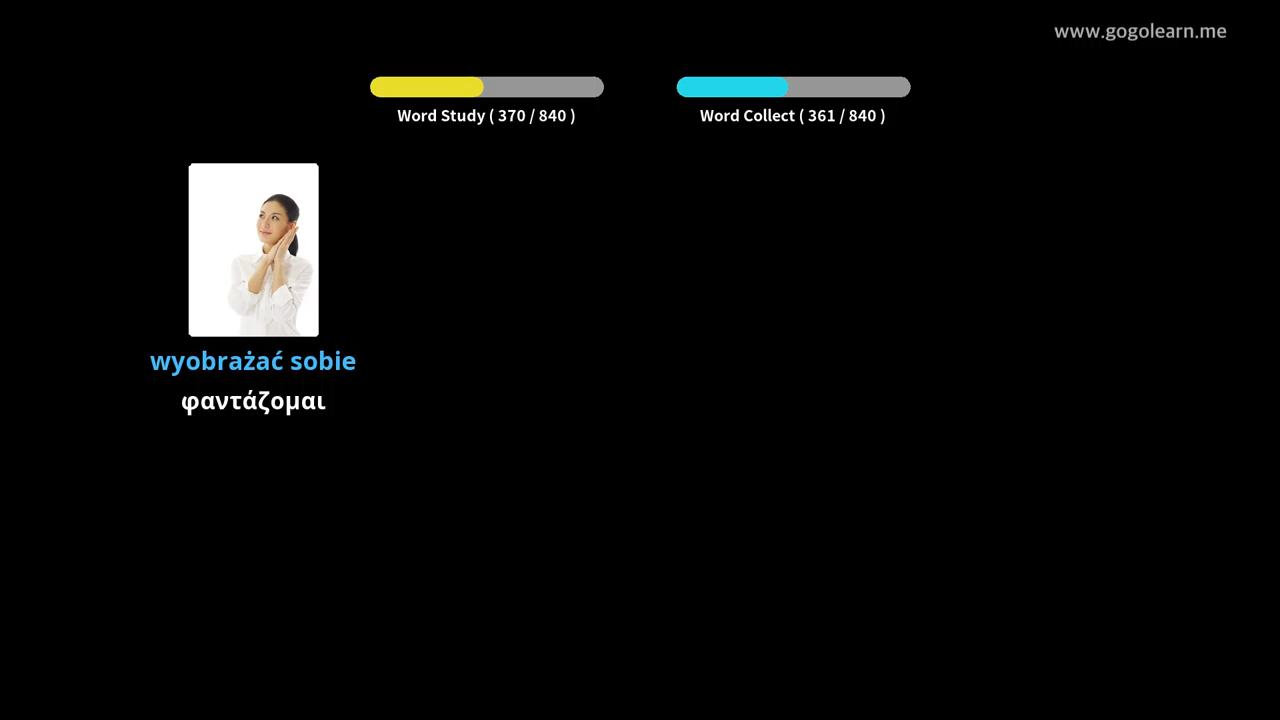 www.gogolearn.me
Word Study ( 370 / 840 )
Word Collect ( 361 / 840 )
wyobrażać sobie
φαντάζομαι